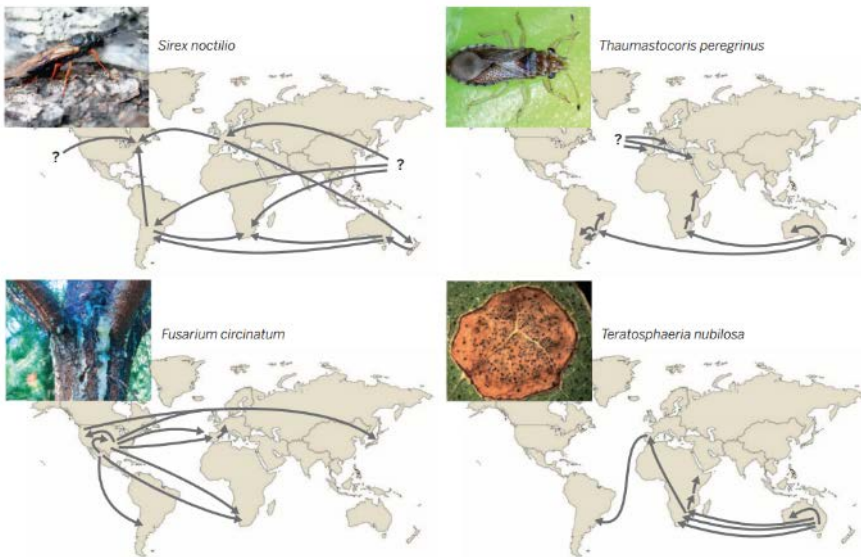 Sirex noctilio
?
?
Thaumastocoris peregrinus
?
Fusarium circinatum
Teratosphaeria nubilosa